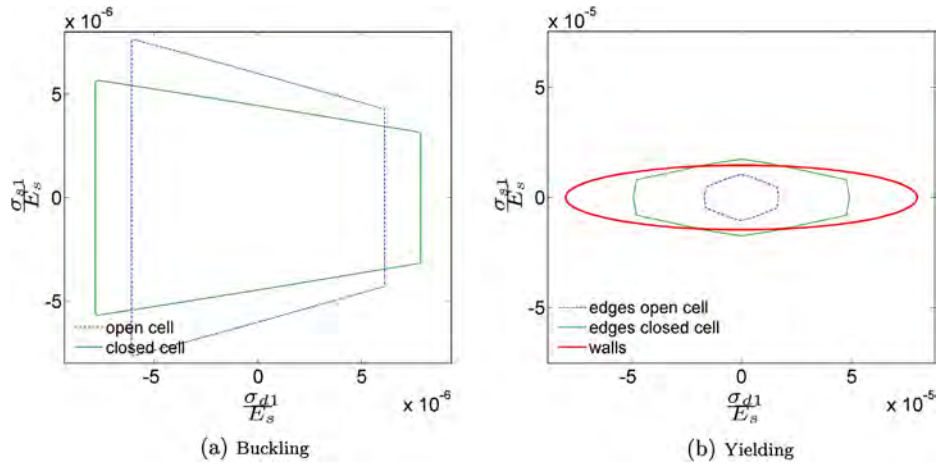 x 10⁻⁶
x 10⁻⁵
5
0
-5
σs1
Es
open cell
closed cell
-5
0
5
σd1
Es
x 10⁻⁶
(a) Buckling
5
0
-5
σs1
Es
edges open cell
edges closed cell
walls
-5
0
5
σd1
Es
x 10⁻⁵
(b) Yielding